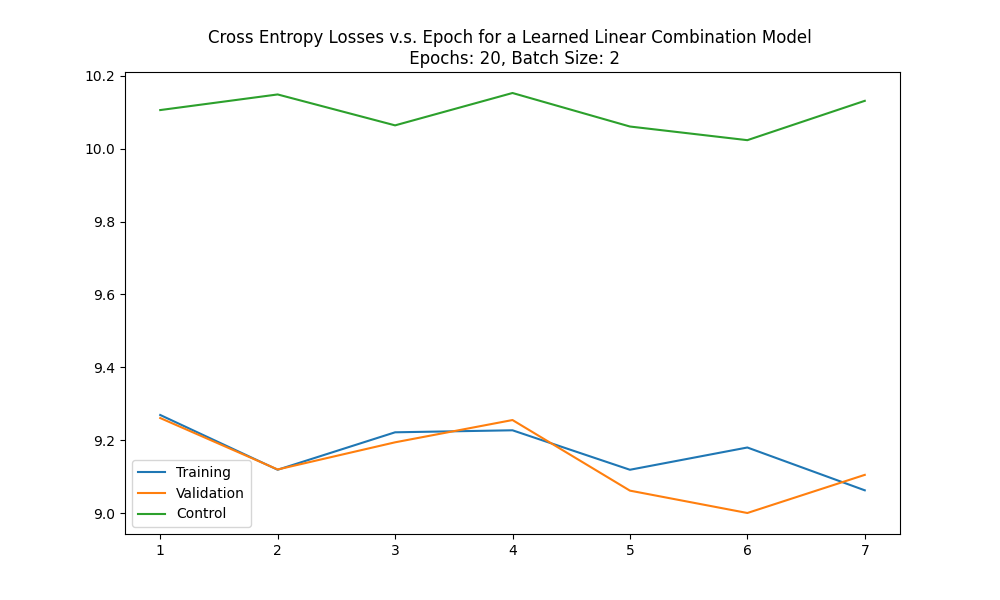 Cross Entropy Losses v.s. Epoch for a Learned Linear Combination Model
Epochs: 20, Batch Size: 2
10.2
10.0
9.8
9.6
9.4
9.2
9.0
Training
Validation
Control
1 2 3 4 5 6 7